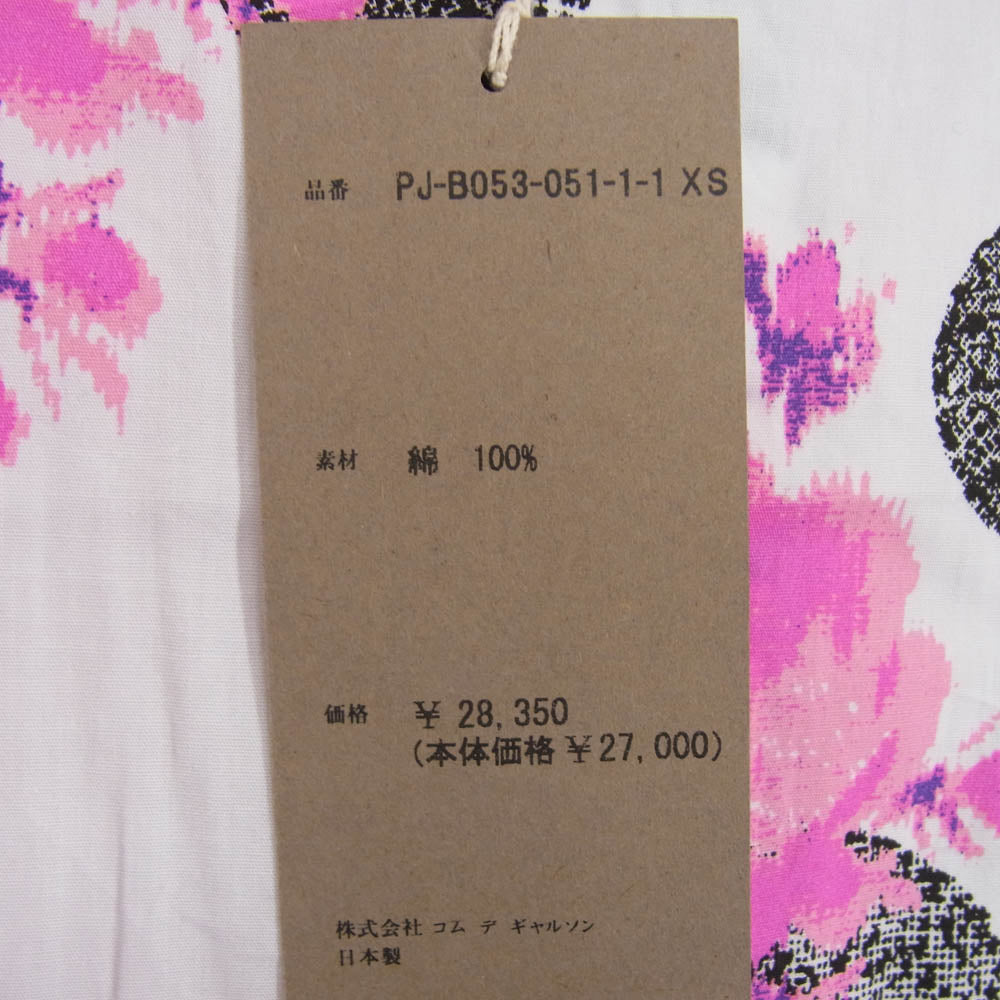 品番 PJ-B053-051-1-1 XS
素材 綿 100%
価格 ¥ 28,350
(本体価格 ¥27,000)
株式会社 コム デ ギャルソン
日本製